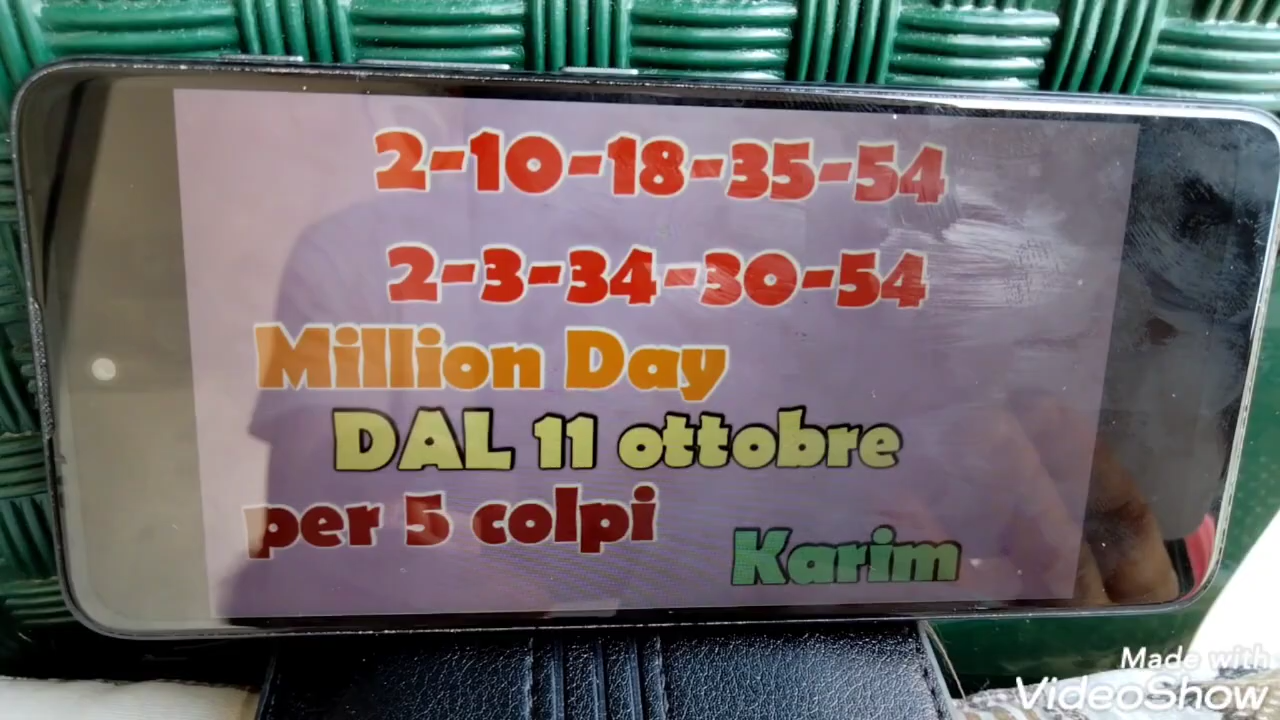 2-10-18-35-54
2-3-34-30-54
Million Day
DAL 11 ottobre
per 5 colpi
Karim
Made with
VideoShow